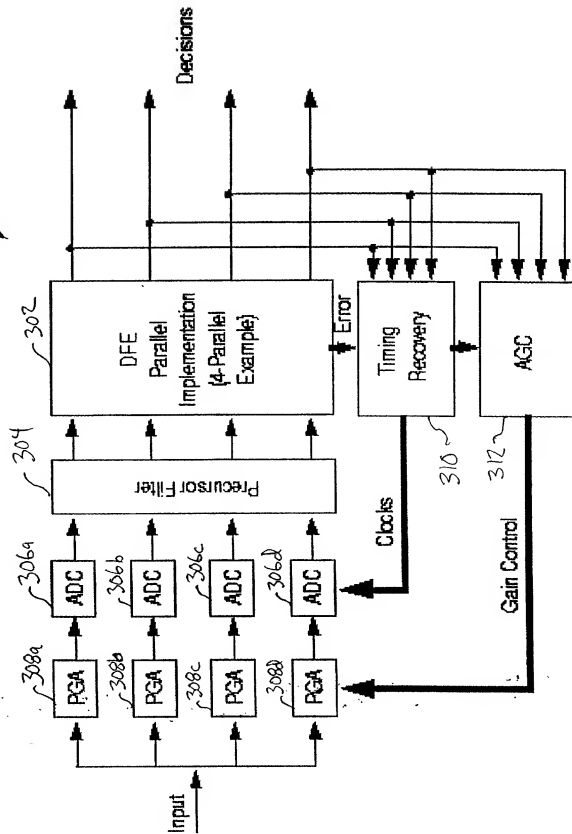 302
304
306a
306b
306c
306d
308a
308b
308c
308d
Input
PGA
PGA
PGA
PGA
ADC
ADC
ADC
ADC
Precursor Filter
DFE
Parallel
Implementation
(4-Parallel
Example)
Decisions
Error
Timing
Recovery
310
Clocks
AGC
312
Gain Control